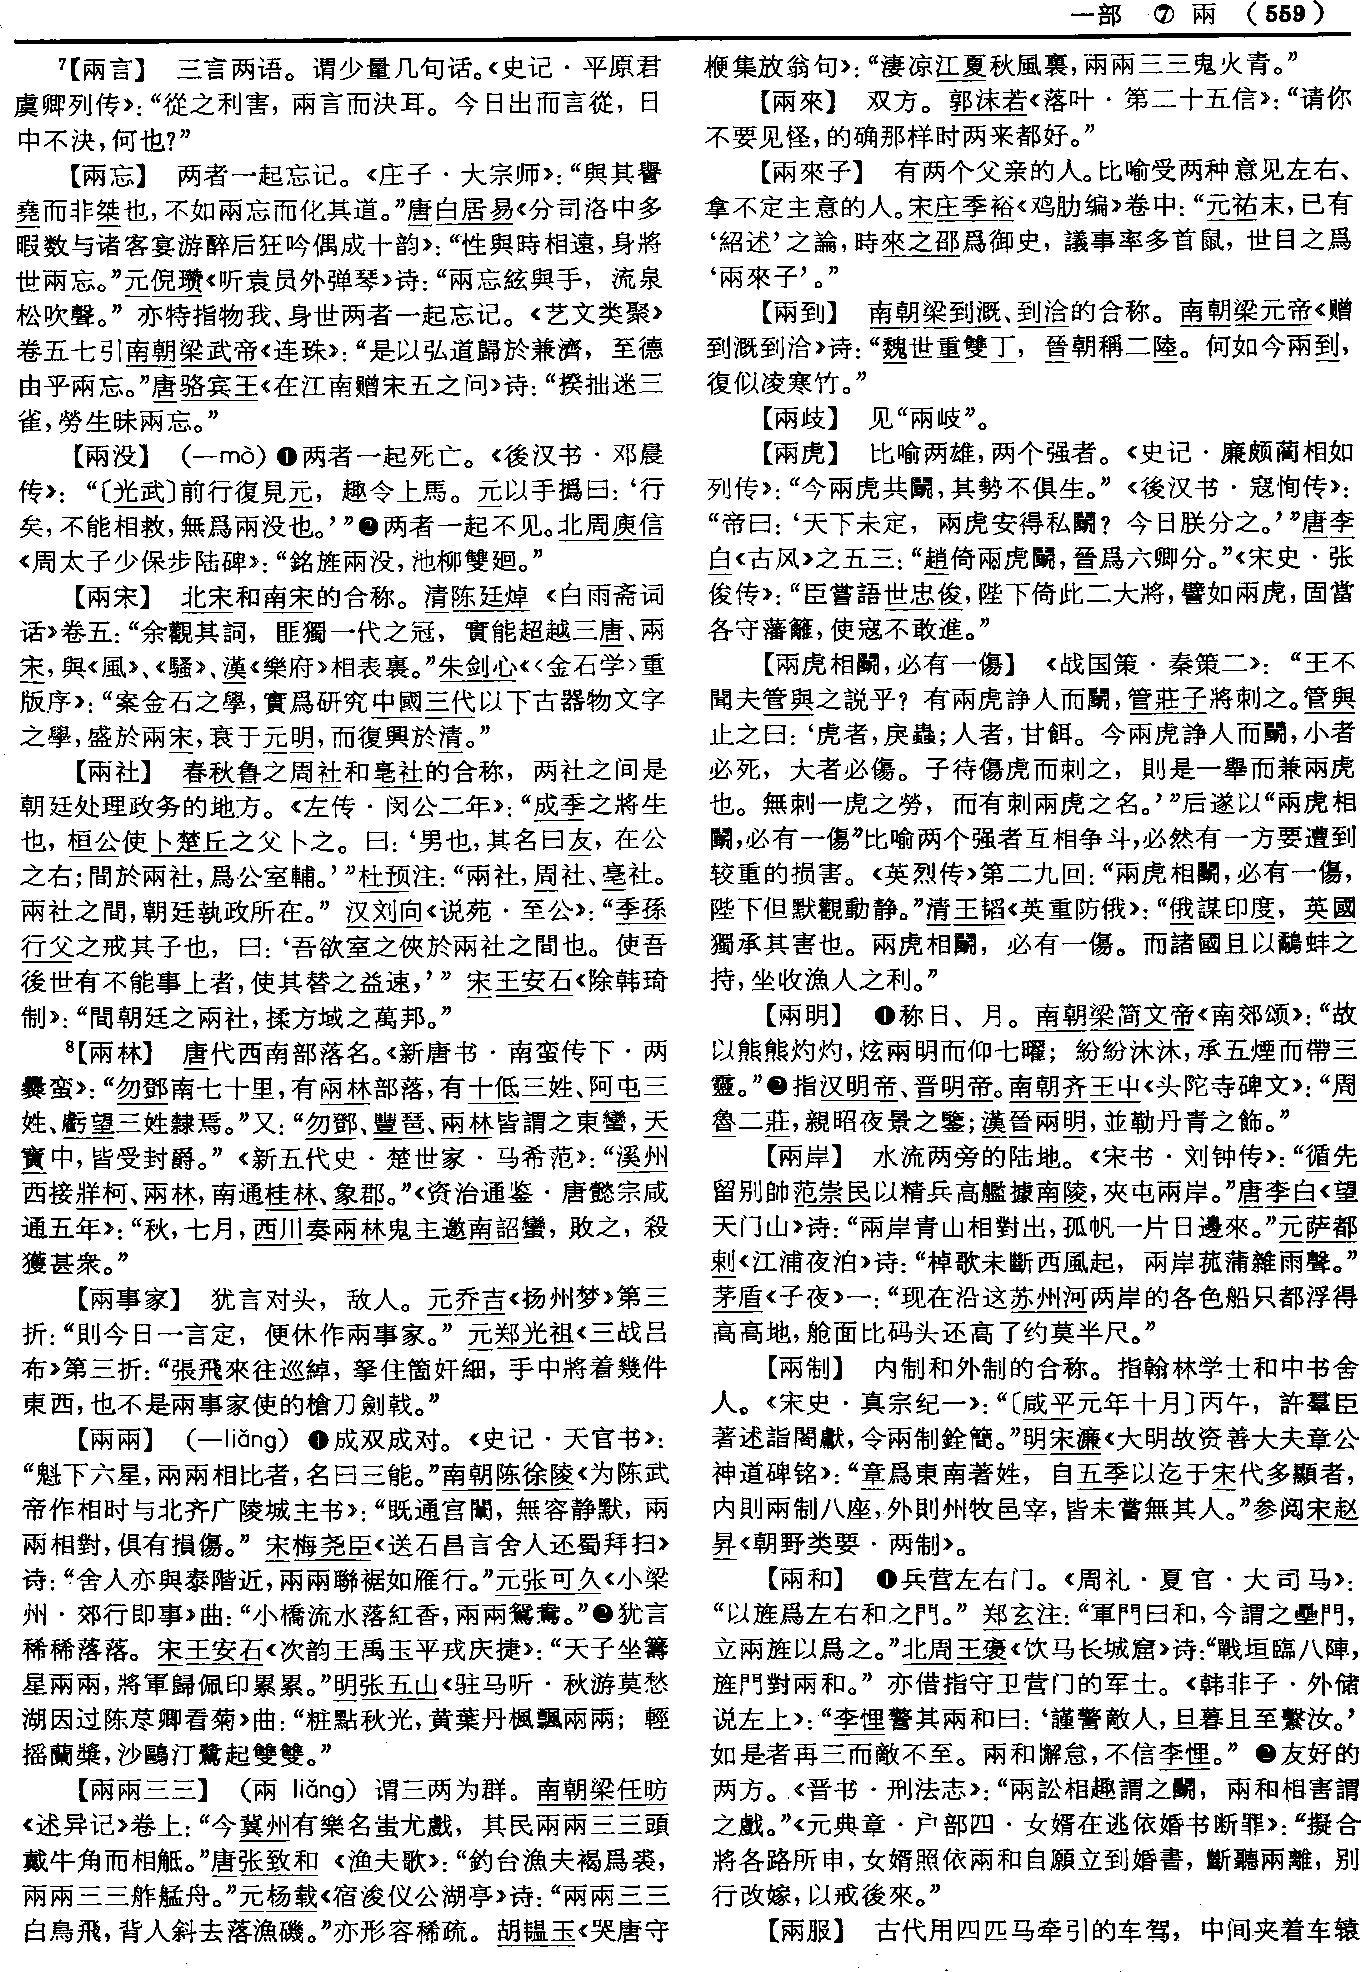 一部 ⑦ 兩 （559）
⁷【兩言】 三言两语。谓少量几句话。《史记·平原君
虞卿列传》：“從之利害，兩言而決耳。今日出而言從，日
中不決，何也？”
【兩忘】 两者一起忘记。《庄子·大宗师》：“與其譽
堯而非桀也，不如兩忘而化其道。”唐白居易《分司洛中多
暇数与诸客宴游醉后狂吟偶成十韵》：“性與時相遠，身將
世兩忘。”元倪瓒《听袁员外弹琴》诗：“兩忘絃與手，流泉
松吹聲。”亦特指物我、身世两者一起忘记。《艺文类聚》
卷五七引南朝梁武帝《连珠》：“是以弘道歸於兼濟，至德
由乎兩忘。”唐骆宾王《在江南赠宋五之问》诗：“揆拙迷三
雀，勞生昧兩忘。”
【兩没】 （—mò）❶两者一起死亡。《後汉书·邓晨
传》：“〔光武〕前行復見元，趣令上馬。元以手撝曰：‘行
矣，不能相救，無爲兩没也。’”❷两者一起不见。北周庾信
《周太子少保步陆碑》：“銘旌兩没，池柳雙廻。”
【兩宋】 北宋和南宋的合称。清陈廷焯《白雨斋词
话》卷五：“余觀其詞，匪獨一代之冠，實能超越三唐、兩
宋，與《風》、《騷》、漢《樂府》相表裏。”朱剑心《〈金石学〉重
版序》：“案金石之學，實爲研究中國三代以下古器物文字
之學，盛於兩宋，衰于元明，而復興於清。”
【兩社】 春秋鲁之周社和亳社的合称，两社之间是
朝廷处理政务的地方。《左传·闵公二年》：“成季之將生
也，桓公使卜楚丘之父卜之。曰：‘男也，其名曰友，在公
之右；間於兩社，爲公室輔。’”杜预注：“兩社，周社、亳社。
兩社之間，朝廷執政所在。”汉刘向《说苑·至公》：“季孫
行父之戒其子也，曰：‘吾欲室之俠於兩社之間也。使吾
後世有不能事上者，使其替之益速，’”宋王安石《除韩琦
制》：“間朝廷之兩社，揉方域之萬邦。”
⁸【兩林】 唐代西南部落名。《新唐书·南蛮传下·两
爨蛮》：“勿鄧南七十里，有兩林部落，有十低三姓、阿屯三
姓、虧望三姓隸焉。”又：“勿鄧、豐琶、兩林皆謂之東蠻，天
寶中，皆受封爵。”《新五代史·楚世家·马希范》：“溪州
西接牂柯、兩林，南通桂林、象郡。”《资治通鉴·唐懿宗咸
通五年》：“秋，七月，西川奏兩林鬼主邀南詔蠻，敗之，殺
獲甚衆。”
【兩事家】 犹言对头，敌人。元乔吉《扬州梦》第三
折：“則今日一言定，便休作兩事家。”元郑光祖《三战吕
布》第三折：“張飛來往巡綽，拏住箇奸細，手中將着幾件
東西，也不是兩事家使的槍刀劍戟。”
【兩兩】 （—liǎng）❶成双成对。《史记·天官书》：
“魁下六星，兩兩相比者，名曰三能。”南朝陈徐陵《为陈武
帝作相时与北齐广陵城主书》：“既通宫闈，無容静默，兩
兩相對，俱有損傷。”宋梅尧臣《送石昌言舍人还蜀拜扫》
诗：“舍人亦與泰階近，兩兩聯裾如雁行。”元张可久《小梁
州·郊行即事》曲：“小橋流水落紅香，兩兩鴛鴦。”❷犹言
稀稀落落。宋王安石《次韵王禹玉平戎庆捷》：“天子坐籌
星兩兩，將軍歸佩印累累。”明张五山《驻马听·秋游莫愁
湖因过陈荩卿看菊》曲：“粧點秋光，黄葉丹楓飄兩兩；輕
摇蘭槳，沙鷗汀鷺起雙雙。”
【兩兩三三】 （兩 liǎng）谓三两为群。南朝梁任昉
《述异记》卷上：“今冀州有樂名蚩尤戲，其民兩兩三三頭
戴牛角而相觝。”唐张致和《渔夫歌》：“釣台漁夫褐爲裘，
兩兩三三舴艋舟。”元杨载《宿浚仪公湖亭》诗：“兩兩三三
白鳥飛，背人斜去落漁磯。”亦形容稀疏。胡韫玉《哭唐守
楩集放翁句》：“淒凉江夏秋風裏，兩兩三三鬼火青。”
【兩來】 双方。郭沫若《落叶·第二十五信》：“请你
不要见怪，的确那样时两来都好。”
【兩來子】 有两个父亲的人。比喻受两种意见左右、
拿不定主意的人。宋庄季裕《鸡肋编》卷中：“元祐末，已有
‘紹述’之論，時來之邵爲御史，議事率多首鼠，世目之爲
‘兩來子’。”
【兩到】 南朝梁到溉、到洽的合称。南朝梁元帝《赠
到溉到洽》诗：“魏世重雙丁，晉朝稱二陸。何如今兩到，
復似凌寒竹。”
【兩歧】 见“兩岐”。
【兩虎】 比喻两雄，两个强者。《史记·廉颇蔺相如
列传》：“今兩虎共鬭，其勢不俱生。”《後汉书·寇恂传》：
“帝曰：‘天下未定，兩虎安得私鬭？今日朕分之。’”唐李
白《古风》之五三：“趙倚兩虎鬭，晉爲六卿分。”《宋史·张
俊传》：“臣嘗語世忠俊，陛下倚此二大將，譬如兩虎，固當
各守藩籬，使寇不敢進。”
【兩虎相鬭，必有一傷】 《战国策·秦策二》：“王不
聞夫管與之説乎？有兩虎諍人而鬭，管莊子將刺之。管與
止之曰：‘虎者，戾蟲；人者，甘餌。今兩虎諍人而鬭，小者
必死，大者必傷。子待傷虎而刺之，則是一舉而兼兩虎
也。無刺一虎之勞，而有刺兩虎之名。’”后遂以“兩虎相
鬭，必有一傷”比喻两个强者互相争斗，必然有一方要遭到
较重的损害。《英烈传》第二九回：“兩虎相鬭，必有一傷，
陛下但默觀動静。”清王韬《英重防俄》：“俄謀印度，英國
獨承其害也。兩虎相鬭，必有一傷。而諸國且以鷸蚌之
持，坐收漁人之利。”
【兩明】 ❶称日、月。南朝梁简文帝《南郊颂》：“故
以熊熊灼灼，炫兩明而仰七曜；紛紛沐沐，承五煙而帶三
靈。”❷指汉明帝、晋明帝。南朝齐王屮《头陀寺碑文》：“周
魯二莊，親昭夜景之鑒；漢晉兩明，並勒丹青之飾。”
【兩岸】 水流两旁的陆地。《宋书·刘钟传》：“循先
留别帥范崇民以精兵高艦據南陵，夾屯兩岸。”唐李白《望
天门山》诗：“兩岸青山相對出，孤帆一片日邊來。”元萨都
剌《江浦夜泊》诗：“棹歌未斷西風起，兩岸菰蒲雜雨聲。”
茅盾《子夜》一：“现在沿这苏州河两岸的各色船只都浮得
高高地，舱面比码头还高了约莫半尺。”
【兩制】 内制和外制的合称。指翰林学士和中书舍
人。《宋史·真宗纪一》：“〔咸平元年十月〕丙午，許羣臣
著述詣閤獻，令兩制銓簡。”明宋濂《大明故资善大夫章公
神道碑铭》：“章爲東南著姓，自五季以迄于宋代多顯者，
内則兩制八座，外則州牧邑宰，皆未嘗無其人。”参阅宋赵
昇《朝野类要·两制》。
【兩和】 ❶兵营左右门。《周礼·夏官·大司马》：
“以旌爲左右和之門。”郑玄注：“軍門曰和，今謂之壘門，
立兩旌以爲之。”北周王褒《饮马长城窟》诗：“戰垣臨八陣，
旌門對兩和。”亦借指守卫营门的军士。《韩非子·外储
说左上》：“李悝警其兩和曰：‘謹警敵人，旦暮且至擊汝。’
如是者再三而敵不至。兩和懈怠，不信李悝。”❷友好的
两方。《晋书·刑法志》：“兩訟相趣謂之鬭，兩和相害謂
之戲。”《元典章·户部四·女婿在逃依婚书断罪》：“擬合
將各路所申，女婿照依兩和自願立到婚書，斷聽兩離，别
行改嫁，以戒後來。”
【兩服】 古代用四匹马牵引的车驾，中间夹着车辕